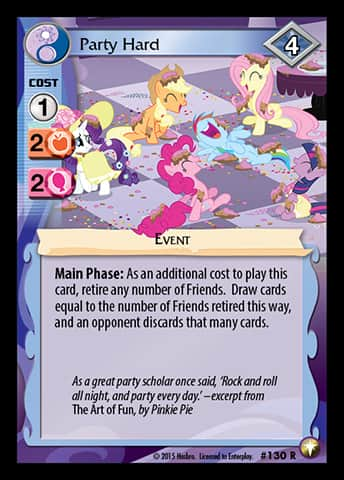 Party Hard
4
COST
1
2
2
EVENT
Main Phase: As an additional cost to play this
card, retire any number of Friends. Draw cards
equal to the number of Friends retired this way,
and an opponent discards that many cards.
As a great party scholar once said, 'Rock and roll
all night, and party every day.' –excerpt from
The Art of Fun, by Pinkie Pie
© 2015 Hasbro. Licensed to Enterplay. #130 R